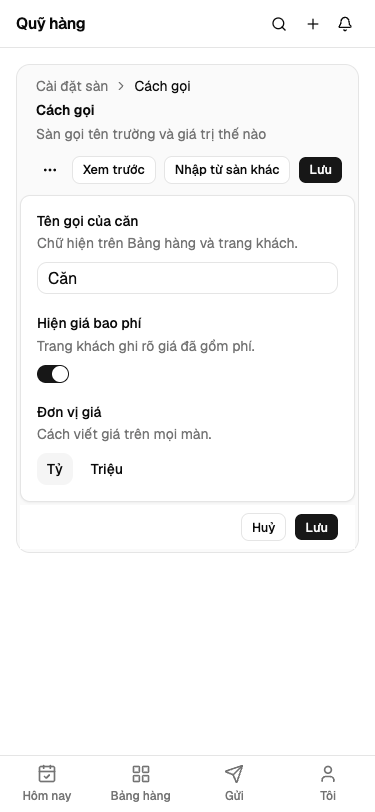 Quỹ hàng
Cài đặt sàn > Cách gọi
Cách gọi
Sàn gọi tên trường và giá trị thế nào
Xem trước Nhập từ sàn khác Lưu
Tên gọi của căn
Chữ hiện trên Bảng hàng và trang khách.
Căn
Hiện giá bao phí
Trang khách ghi rõ giá đã gồm phí.
Đơn vị giá
Cách viết giá trên mọi màn.
Tỷ Triệu
Huỷ Lưu
Hôm nay Bảng hàng Gửi Tôi